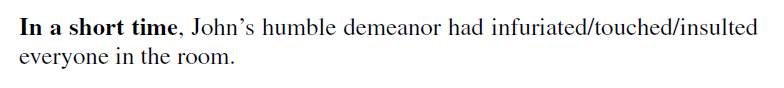 In a short time, John’s humble demeanor had infuriated/touched/insulted
everyone in the room.